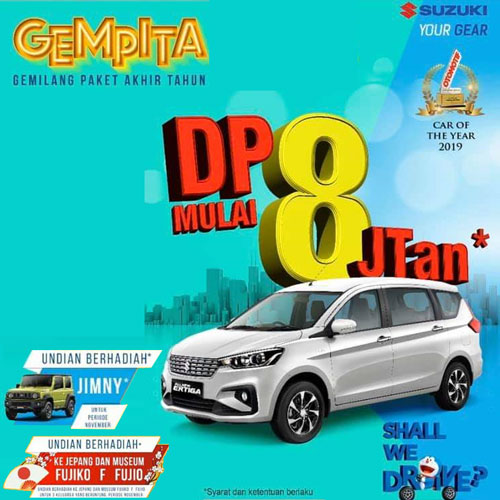 GEMPITA
GEMILANG PAKET AKHIR TAHUN
SUZUKI
YOUR GEAR
OTOMOTIF
CAR OF
THE YEAR
2019
DP 8
MULAI
JTan*
ERTIGA
UNDIAN BERHADIAH*
JIMNY*
UNTUK
PERIODE
NOVEMBER
UNDIAN BERHADIAH*
KE JEPANG DAN MUSEUM
FUJIKO F FUJIO
SHALL
WE
DRIVE?
*Syarat dan ketentuan berlaku